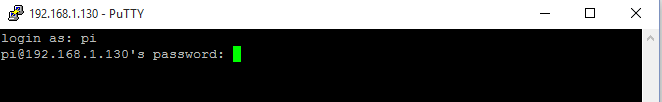 192.168.1.130 - PuTTY
login as: pi
pi@192.168.1.130's password: